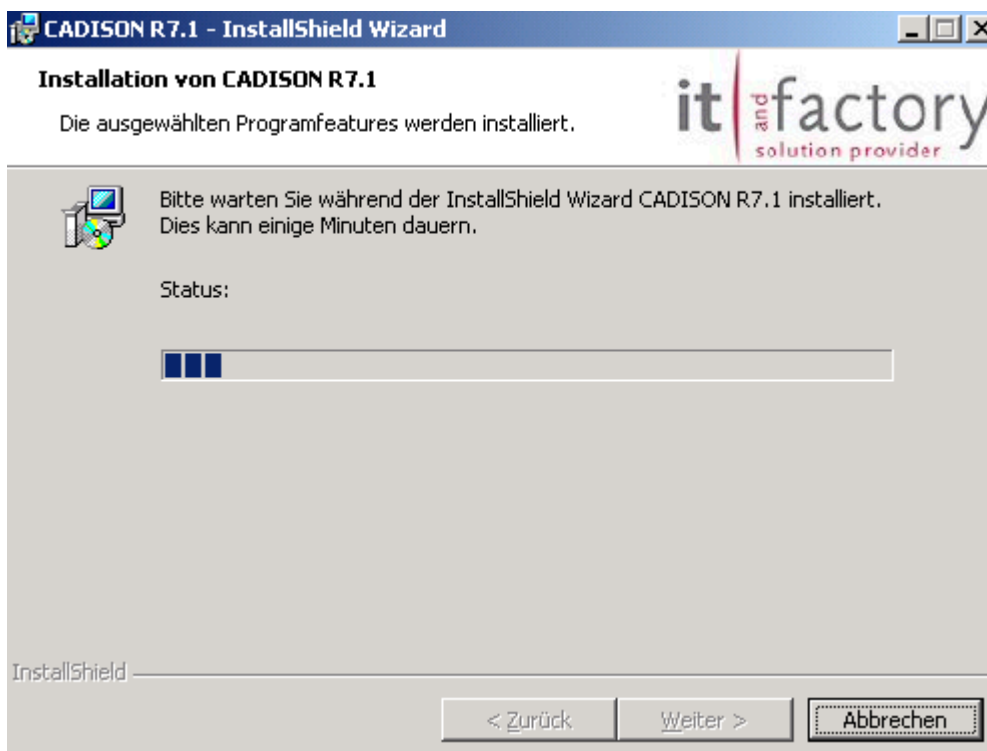 CADISON R7.1 - InstallShield Wizard
Installation von CADISON R7.1
Die ausgewählten Programfeatures werden installiert.
it and factory
solution provider
Bitte warten Sie während der InstallShield Wizard CADISON R7.1 installiert.
Dies kann einige Minuten dauern.
Status:
InstallShield
< Zurück
Weiter >
Abbrechen